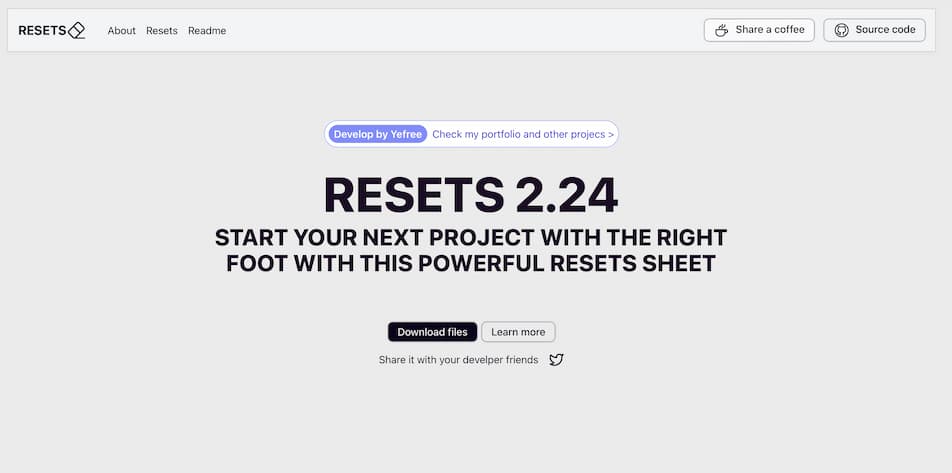 RESETS
About Resets Readme
Share a coffee
Source code
Develop by Yefree Check my portfolio and other projecs >
RESETS 2.24
START YOUR NEXT PROJECT WITH THE RIGHT
FOOT WITH THIS POWERFUL RESETS SHEET
Download files Learn more
Share it with your develper friends